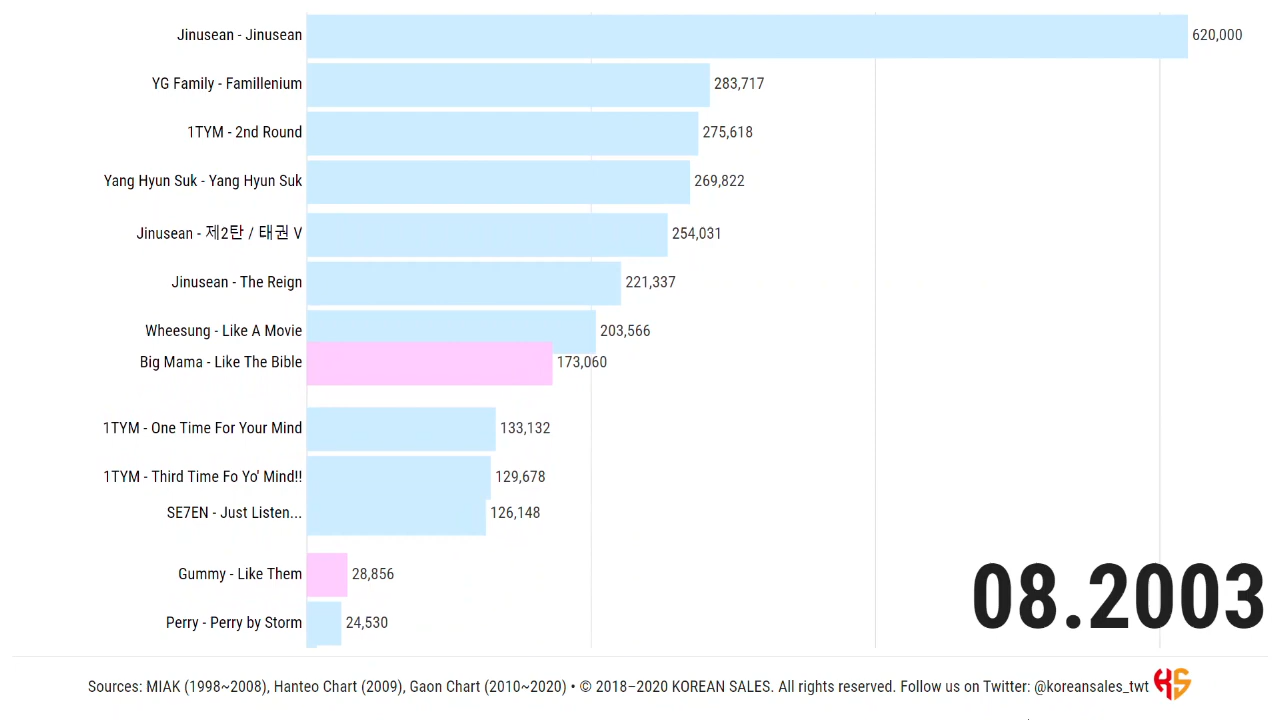 Jinusean - Jinusean 620,000
YG Family - Famillenium 283,717
1TYM - 2nd Round 275,618
Yang Hyun Suk - Yang Hyun Suk 269,822
Jinusean - 제2탄 / 태권 V 254,031
Jinusean - The Reign 221,337
Wheesung - Like A Movie 203,566
Big Mama - Like The Bible 173,060
1TYM - One Time For Your Mind 133,132
1TYM - Third Time Fo Yo' Mind!! 129,678
SE7EN - Just Listen... 126,148
Gummy - Like Them 28,856
Perry - Perry by Storm 24,530
08.2003
Sources: MIAK (1998~2008), Hanteo Chart (2009), Gaon Chart (2010~2020) • © 2018–2020 KOREAN SALES. All rights reserved. Follow us on Twitter: @koreansales_twt KS